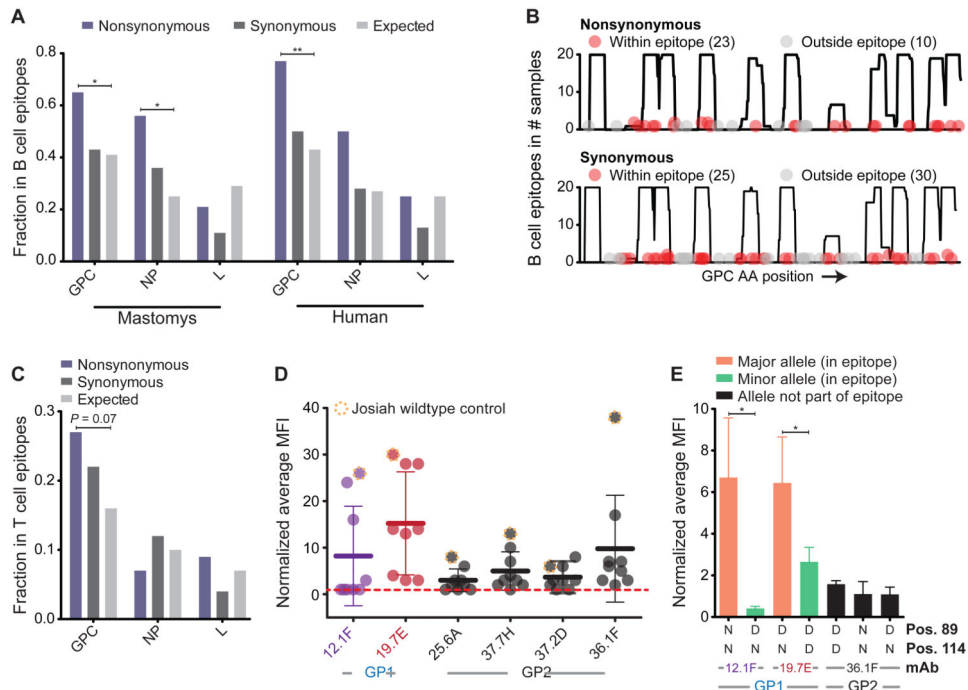 A
Nonsynonymous Synonymous Expected
Fraction in B cell epitopes
0.8
0.6
0.4
0.2
0.0
*
*
**
GPC NP L GPC NP L
Mastomys Human
B
Nonsynonymous
Within epitope (23) Outside epitope (10)
20
10
0
Synonymous
Within epitope (25) Outside epitope (30)
20
10
0
B cell epitopes in # samples
GPC AA position
C
Nonsynonymous
Synonymous
Expected
P = 0.07
Fraction in T cell epitopes
0.3
0.2
0.1
0.0
GPC NP L
D
Josiah wildtype control
Normalized average MFI
40
30
20
10
0
12.1F 19.7E 25.6A 37.7H 37.2D 36.1F
GP1 GP2
E
Major allele (in epitope)
Minor allele (in epitope)
Allele not part of epitope
Normalized average MFI
10
8
6
4
2
0
*
*
N D D D D N D Pos. 89
N N N D N N D Pos. 114
12.1F 19.7E 36.1F mAb
GP1 GP2